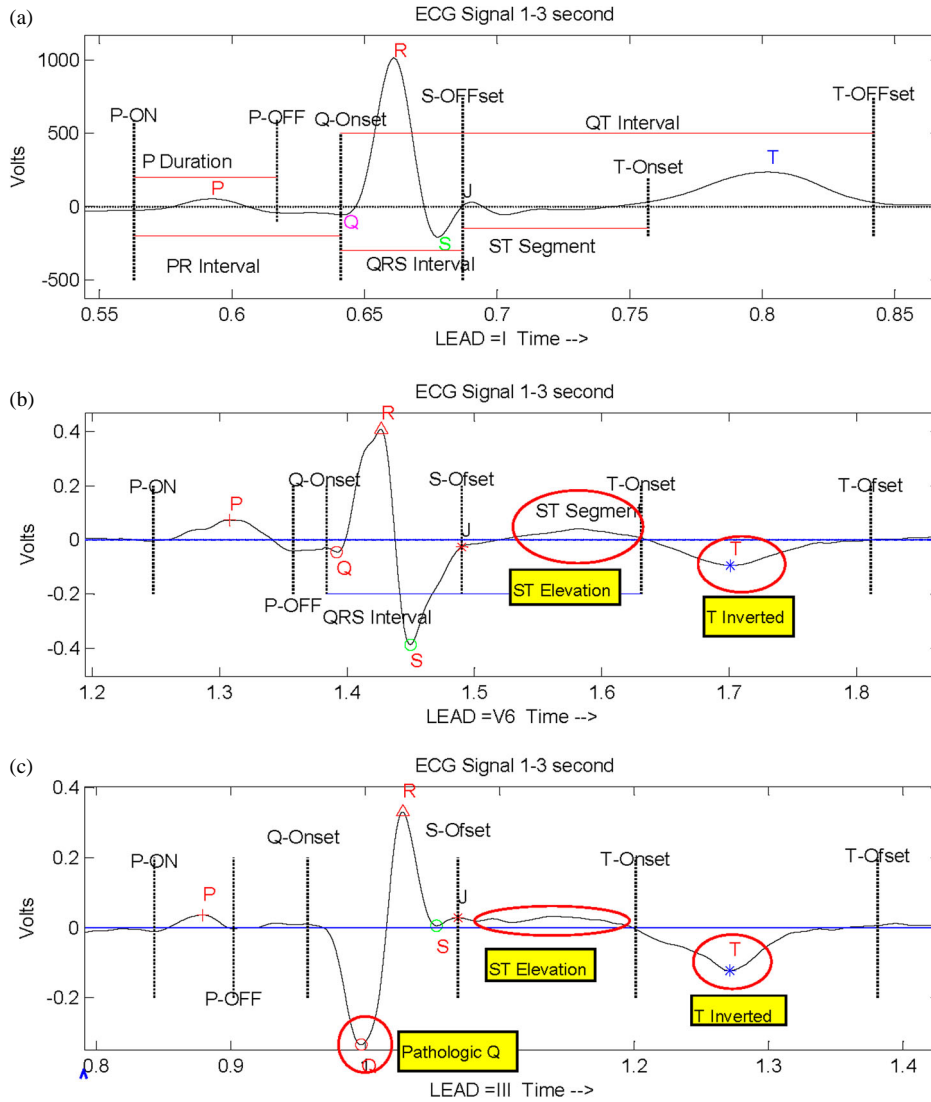 (a)
ECG Signal 1-3 second
R
1000
S-OFFset
P-ON
P-OFF
Q-Onset
T-OFFset
500
QT Interval
T
T-Onset
P Duration
P
J
0
Q
S
ST Segment
PR Interval
QRS Interval
-500
Volts
0.55 0.6 0.65 0.7 0.75 0.8 0.85
LEAD =I Time -->
(b)
ECG Signal 1-3 second
R
0.4
P-ON
Q-Onset
S-Ofset
T-Onset
T-Ofset
0.2
P
ST Segment
J
0
Q
T
ST Elevation
-0.2
P-OFF
QRS Interval
T Inverted
-0.4
S
Volts
1.2 1.3 1.4 1.5 1.6 1.7 1.8
LEAD =V6 Time -->
(c)
ECG Signal 1-3 second
0.4
R
Q-Onset
S-Ofset
P-ON
T-Onset
T-Ofset
0.2
P
J
0
S
T
ST Elevation
P-OFF
-0.2
T Inverted
Q
Pathologic Q
Volts
0.8 0.9 1 1.2 1.3 1.4
LEAD =III Time -->